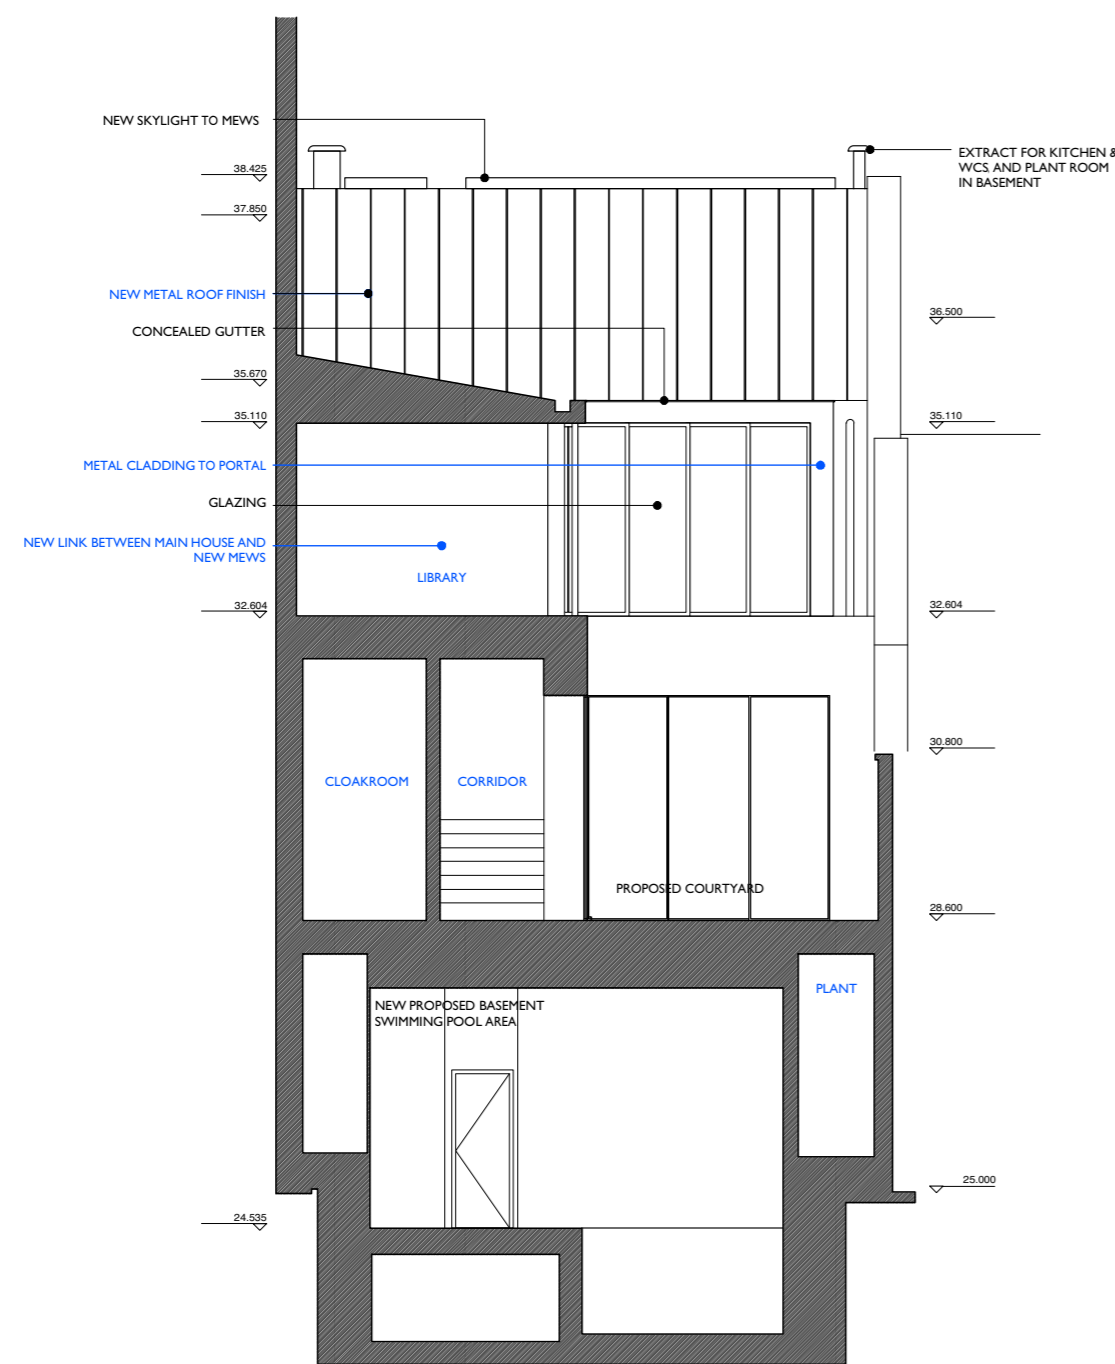 NEW SKYLIGHT TO MEWS
EXTRACT FOR KITCHEN &
WCS, AND PLANT ROOM
IN BASEMENT
38.425
37.850
NEW METAL ROOF FINISH
36.500
CONCEALED GUTTER
35.670
35.110
35.110
METAL CLADDING TO PORTAL
GLAZING
NEW LINK BETWEEN MAIN HOUSE AND
NEW MEWS
LIBRARY
32.604
32.604
30.800
CLOAKROOM
CORRIDOR
PROPOSED COURTYARD
28.600
PLANT
NEW PROPOSED BASEMENT
SWIMMING POOL AREA
25.000
24.535